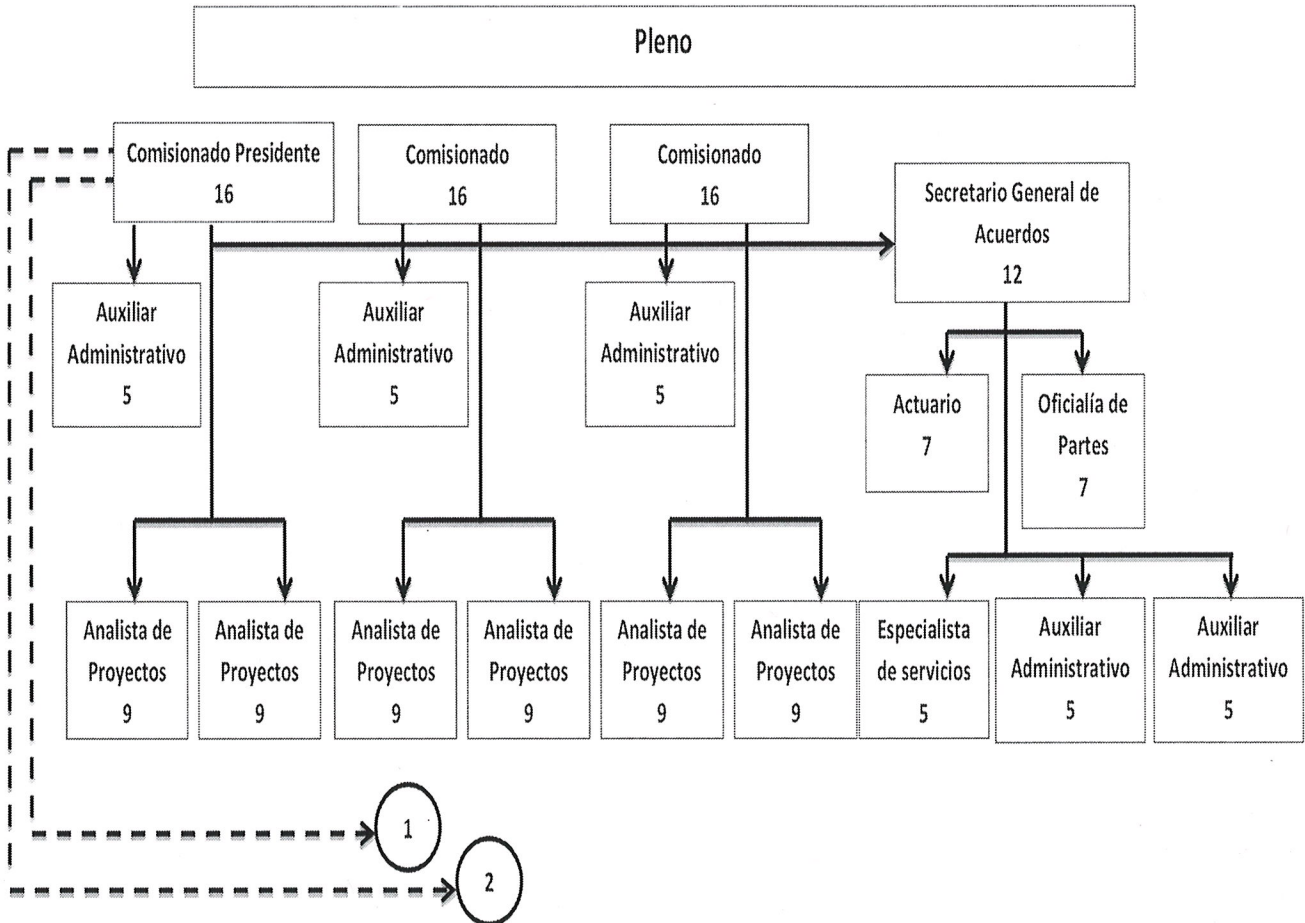 Pleno
Comisionado Presidente
16
Comisionado
16
Comisionado
16
Secretario General de
Acuerdos
12
Auxiliar
Administrativo
5
Auxiliar
Administrativo
5
Auxiliar
Administrativo
5
Actuario
7
Oficialía de
Partes
7
Analista de
Proyectos
9
Analista de
Proyectos
9
Analista de
Proyectos
9
Analista de
Proyectos
9
Analista de
Proyectos
9
Analista de
Proyectos
9
Especialista
de servicios
5
Auxiliar
Administrativo
5
Auxiliar
Administrativo
5
1
2